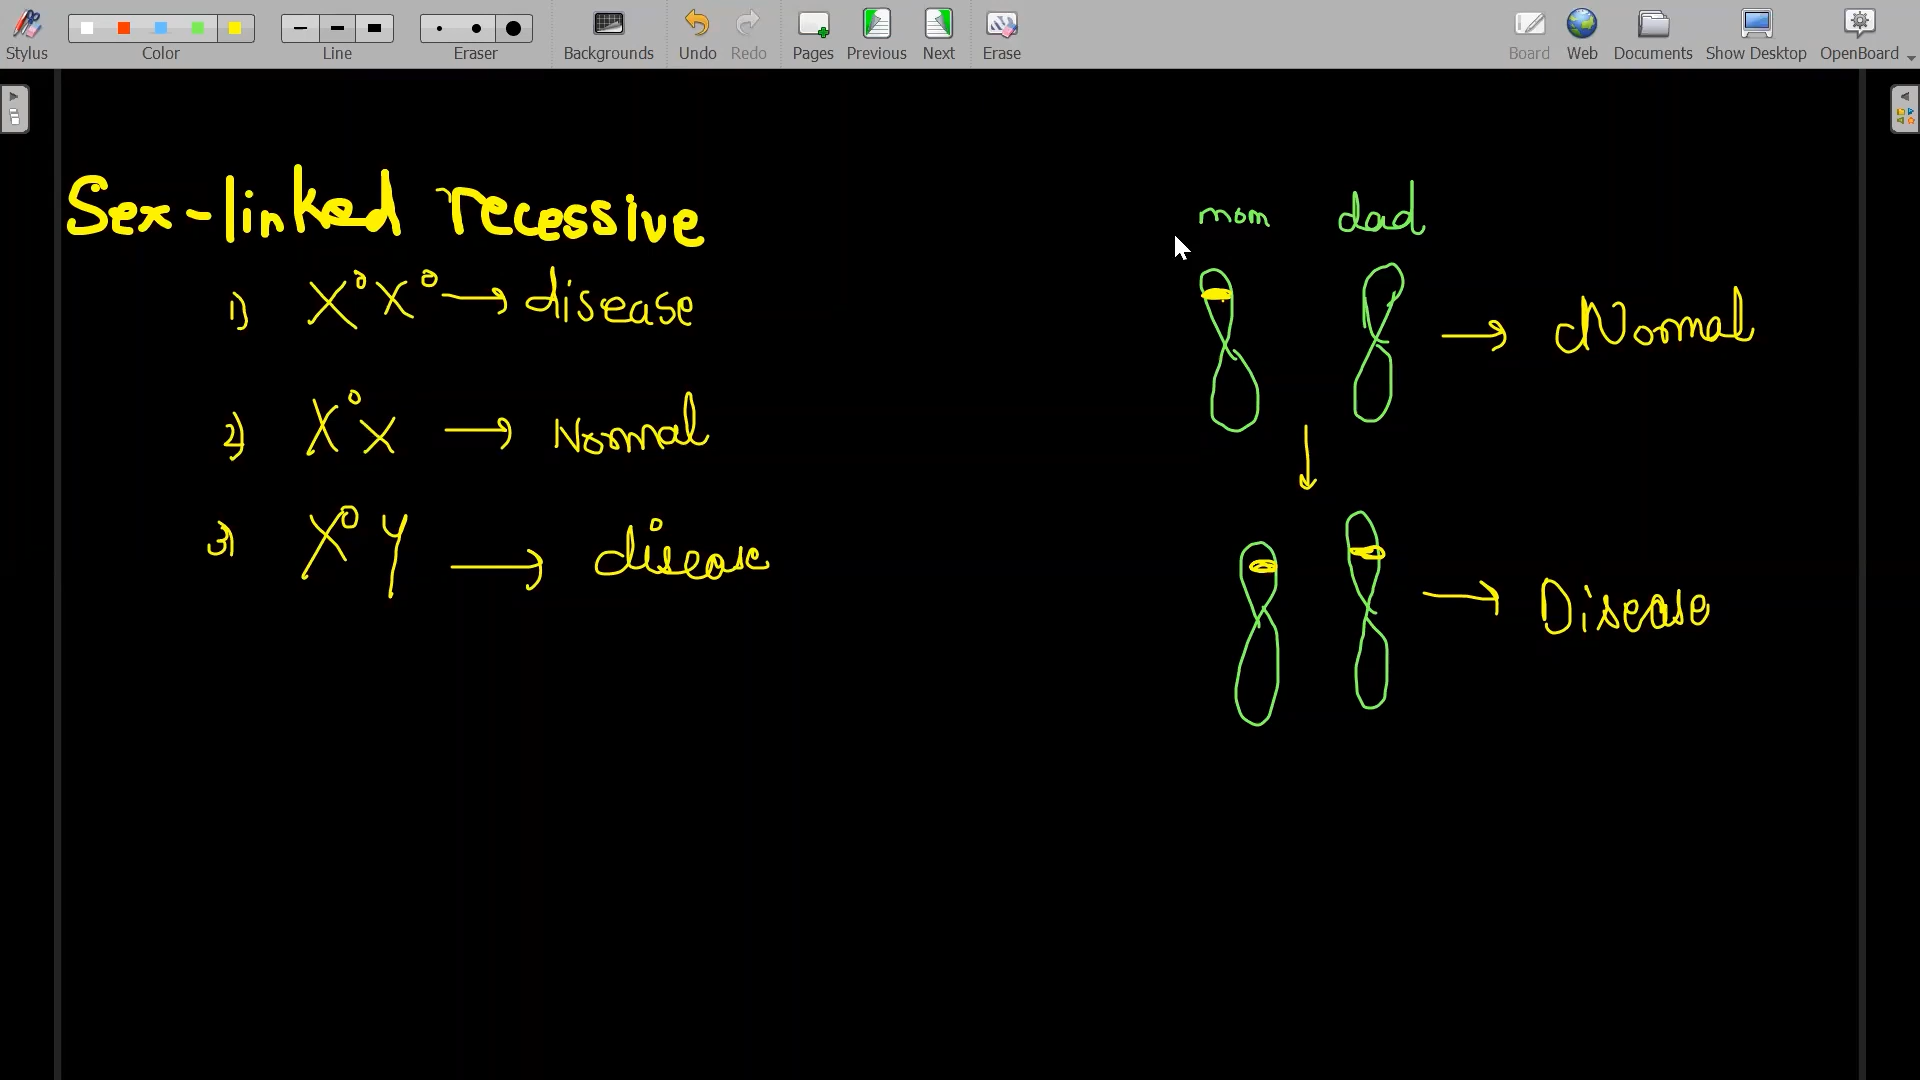 Stylus Color Line Eraser Backgrounds Undo Redo Pages Previous Next Erase Board Web Documents Show Desktop OpenBoard
Sex-linked recessive
1) X°X° → disease
2) X°X → Normal
3) X°Y → disease
mom dad
→ Normal
→ Disease